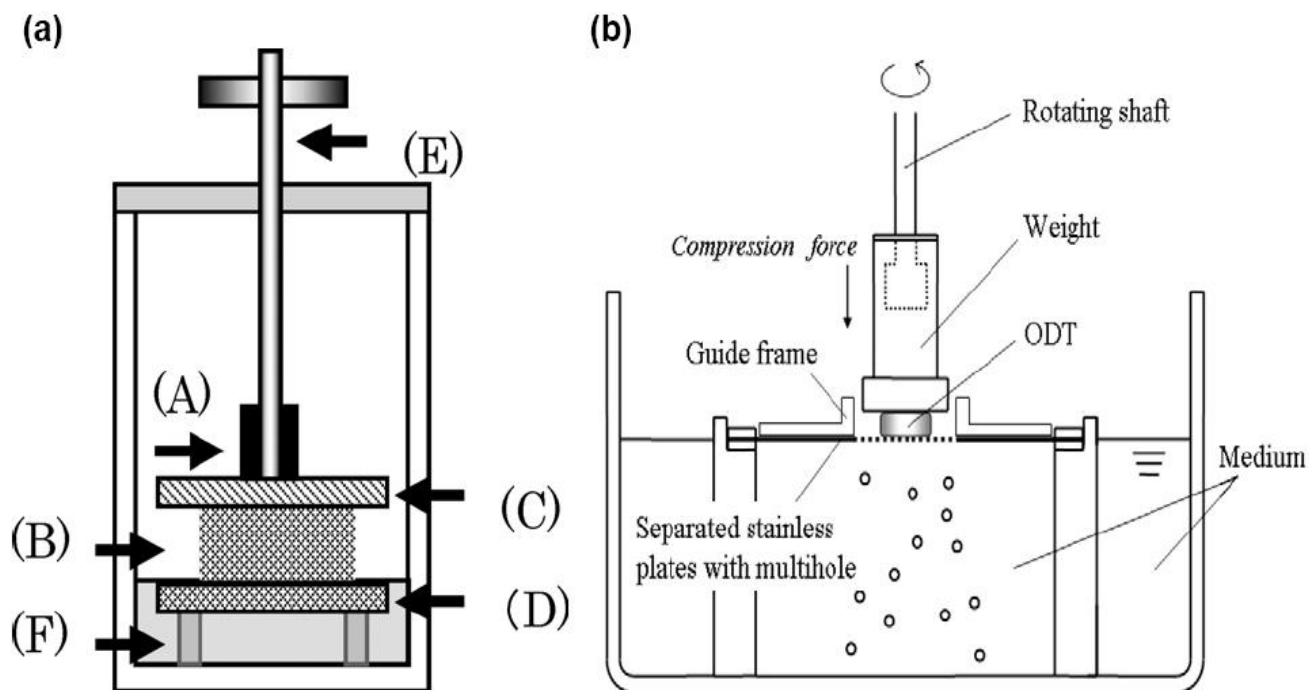 (a)
(E)
(A)
(C)
(B)
(D)
(F)
(b)
Rotating shaft
Weight
Compression force
ODT
Guide frame
Medium
Separated stainless
plates with multihole